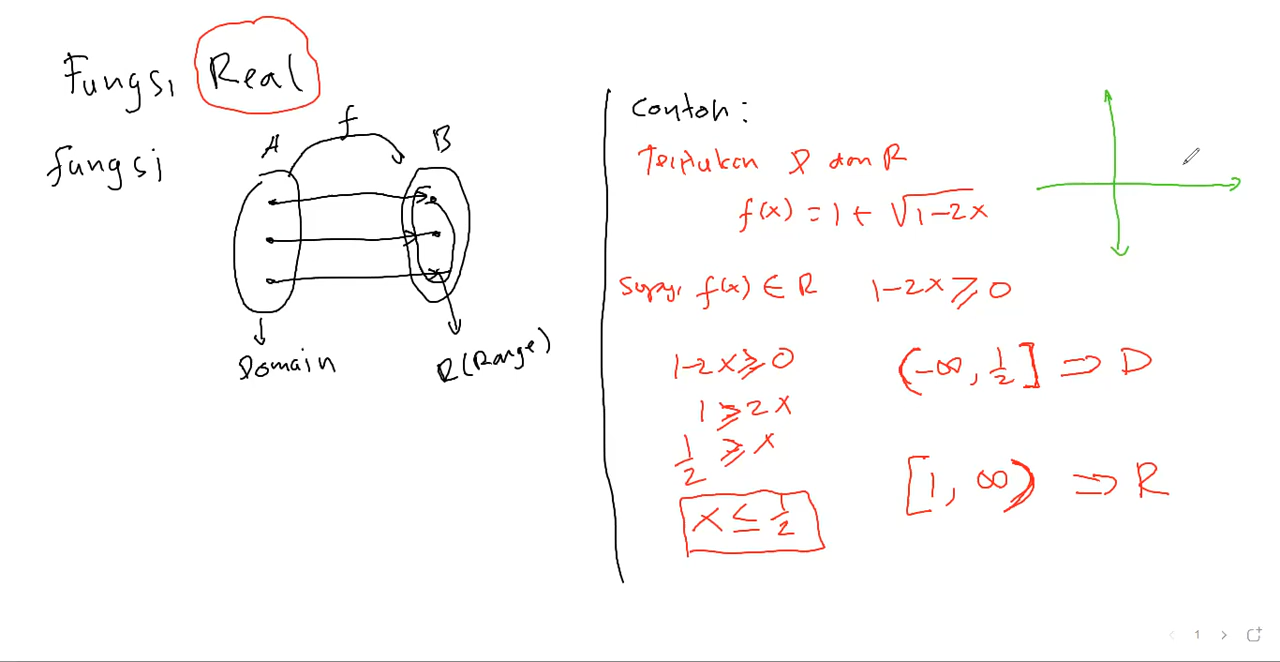 Fungsi Real
fungsi
A f B
Domain
R (Range)
Contoh:
Tentukan D dan R
f(x) = 1 + √1-2x
Supaya f(x) ∈ R 1-2x ≥ 0
1-2x ≥ 0
1 ≥ 2x
1/2 ≥ x
x ≤ 1/2
(-∞, 1/2] ⇒ D
[1, ∞) ⇒ R
1